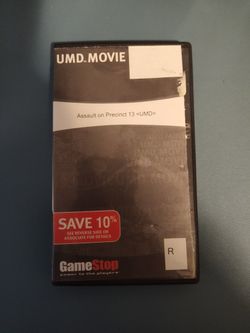 UMD.MOVIE
Assault on Precinct 13 <UMD>
SAVE 10%
SEE REVERSE SIDE OR
ASSOCIATE FOR DETAILS
R
GameStop
power to the players